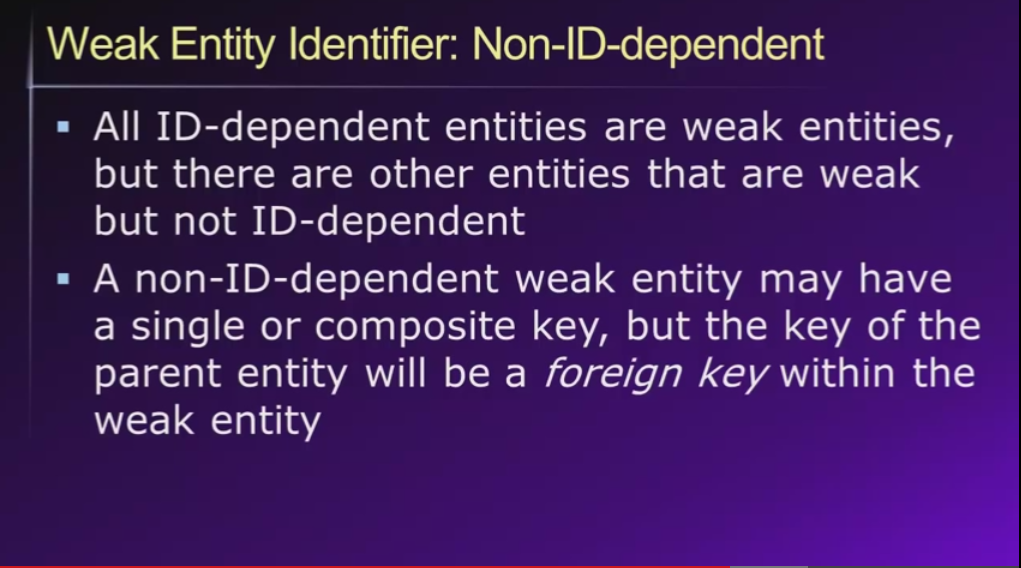 Weak Entity Identifier: Non-ID-dependent
▪ All ID-dependent entities are weak entities,
but there are other entities that are weak
but not ID-dependent
▪ A non-ID-dependent weak entity may have
a single or composite key, but the key of the
parent entity will be a foreign key within the
weak entity